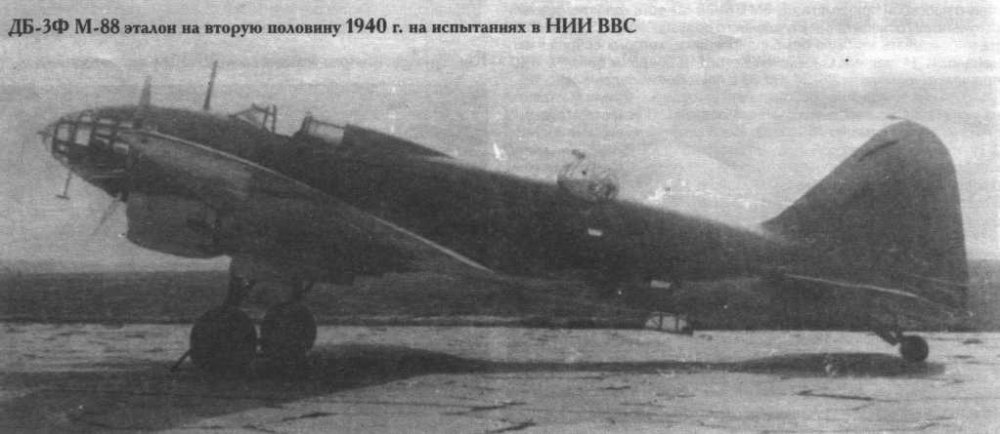 ДБ-3Ф М-88 эталон на вторую половину 1940 г. на испытаниях в НИИ ВВС